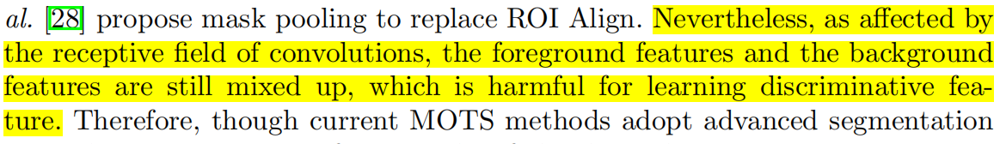 al. [28] propose mask pooling to replace ROI Align. Nevertheless, as affected by
the receptive field of convolutions, the foreground features and the background
features are still mixed up, which is harmful for learning discriminative fea-
ture. Therefore, though current MOTS methods adopt advanced segmentation